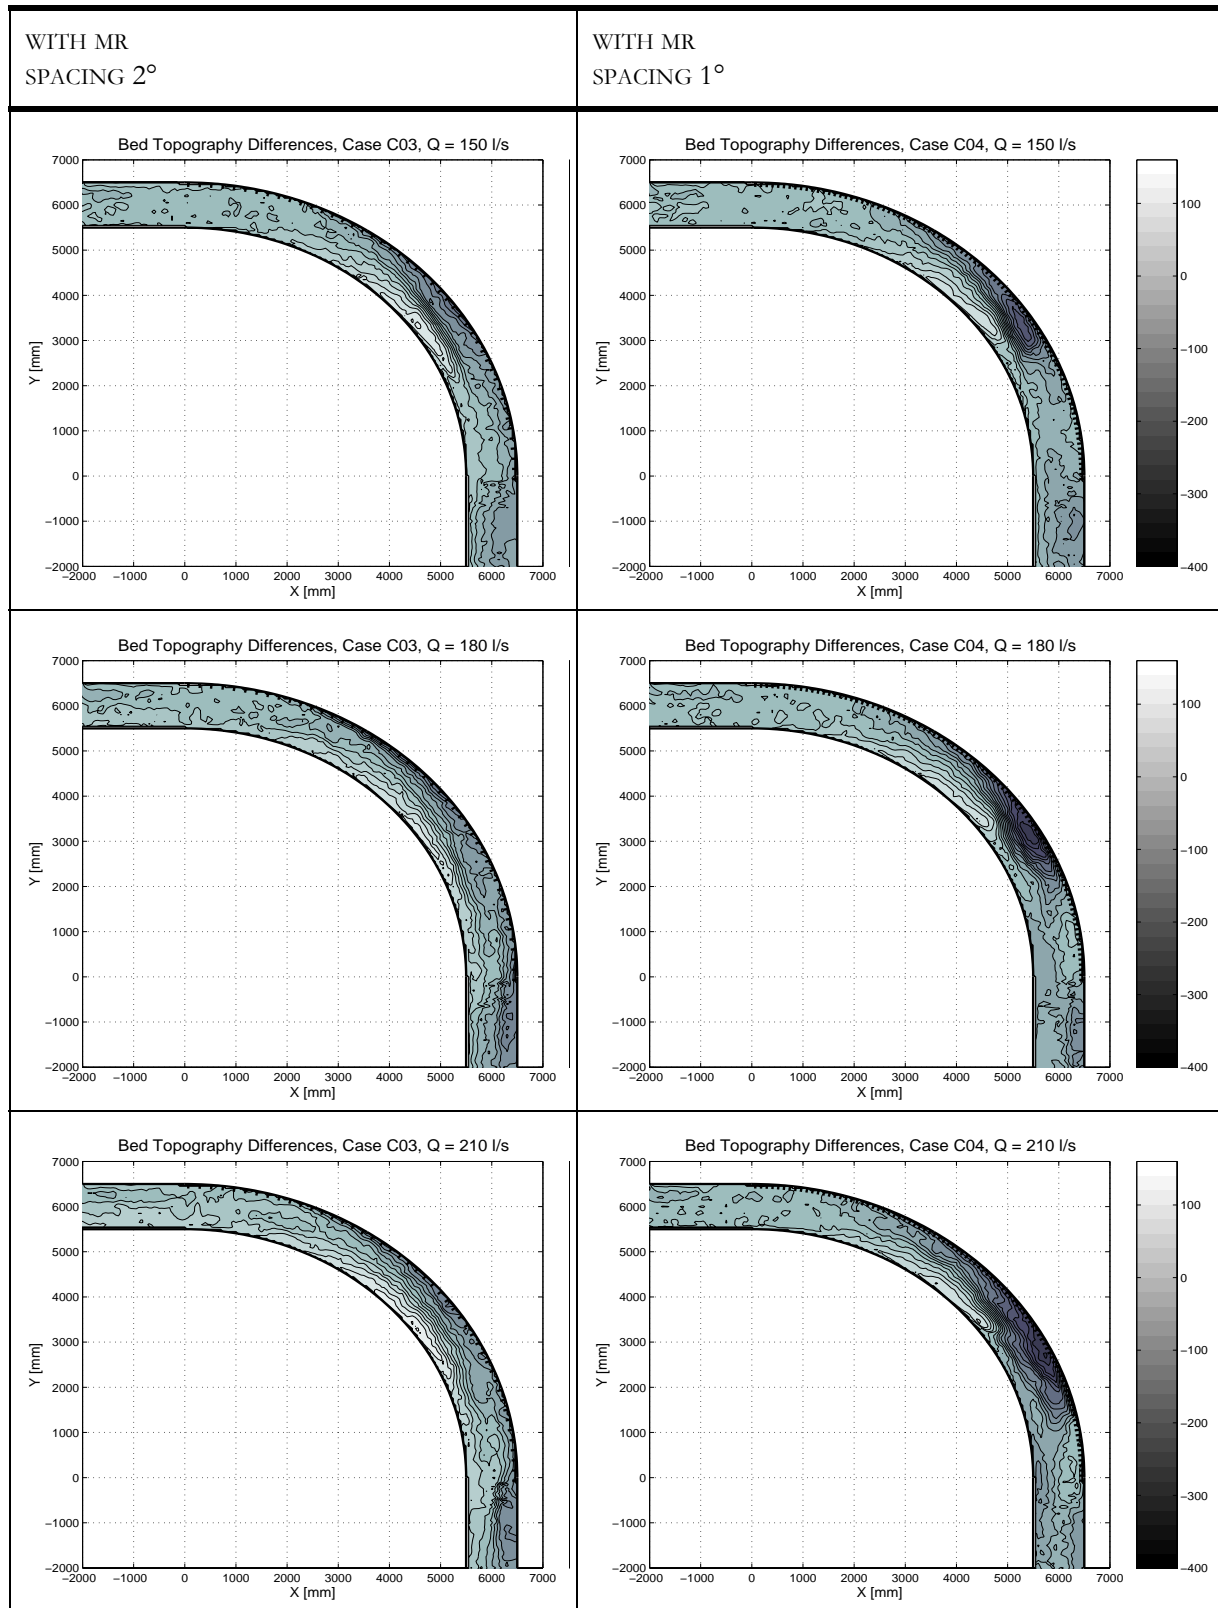 WITH MR
SPACING 2°
WITH MR
SPACING 1°
Bed Topography Differences, Case C03, Q = 150 l/s
7000
6000
5000
4000
3000
2000
1000
0
−1000
−2000
Y [mm]
−2000 −1000 0 1000 2000 3000 4000 5000 6000 7000
X [mm]
Bed Topography Differences, Case C04, Q = 150 l/s
7000
6000
5000
4000
3000
2000
1000
0
−1000
−2000
Y [mm]
−2000 −1000 0 1000 2000 3000 4000 5000 6000 7000
X [mm]
100
0
−100
−200
−300
−400
Bed Topography Differences, Case C03, Q = 180 l/s
7000
6000
5000
4000
3000
2000
1000
0
−1000
−2000
Y [mm]
−2000 −1000 0 1000 2000 3000 4000 5000 6000 7000
X [mm]
Bed Topography Differences, Case C04, Q = 180 l/s
7000
6000
5000
4000
3000
2000
1000
0
−1000
−2000
Y [mm]
−2000 −1000 0 1000 2000 3000 4000 5000 6000 7000
X [mm]
100
0
−100
−200
−300
−400
Bed Topography Differences, Case C03, Q = 210 l/s
7000
6000
5000
4000
3000
2000
1000
0
−1000
−2000
Y [mm]
−2000 −1000 0 1000 2000 3000 4000 5000 6000 7000
X [mm]
Bed Topography Differences, Case C04, Q = 210 l/s
7000
6000
5000
4000
3000
2000
1000
0
−1000
−2000
Y [mm]
−2000 −1000 0 1000 2000 3000 4000 5000 6000 7000
X [mm]
100
0
−100
−200
−300
−400